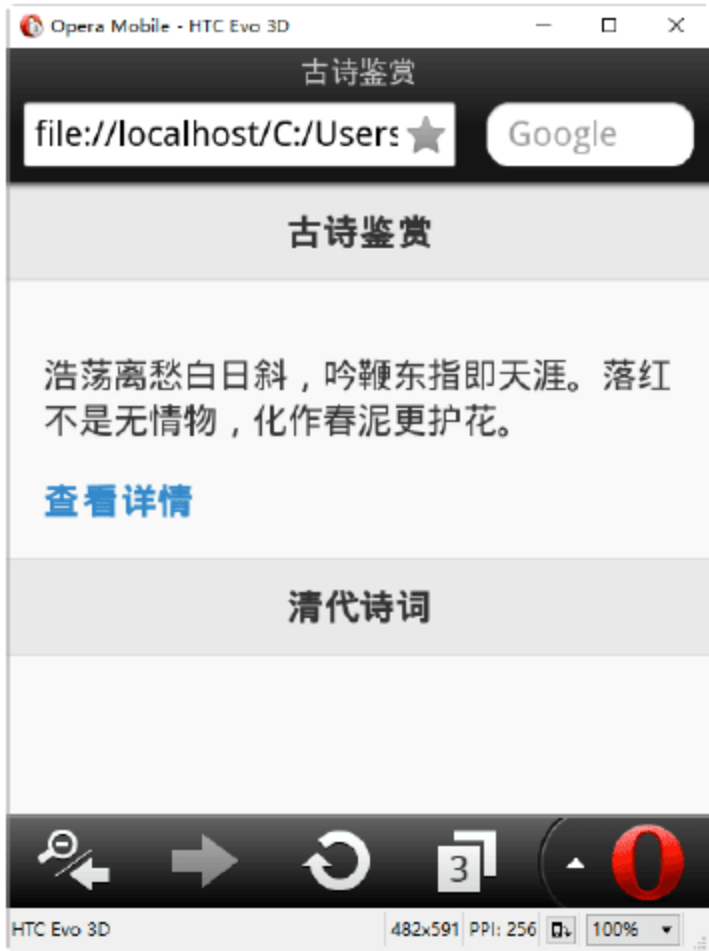 Opera Mobile - HTC Evo 3D
古诗鉴赏
file://localhost/C:/Users
Google
古诗鉴赏
浩荡离愁白日斜，吟鞭东指即天涯。落红
不是无情物，化作春泥更护花。
查看详情
清代诗词
3
HTC Evo 3D 482x591 PPI: 256 100%